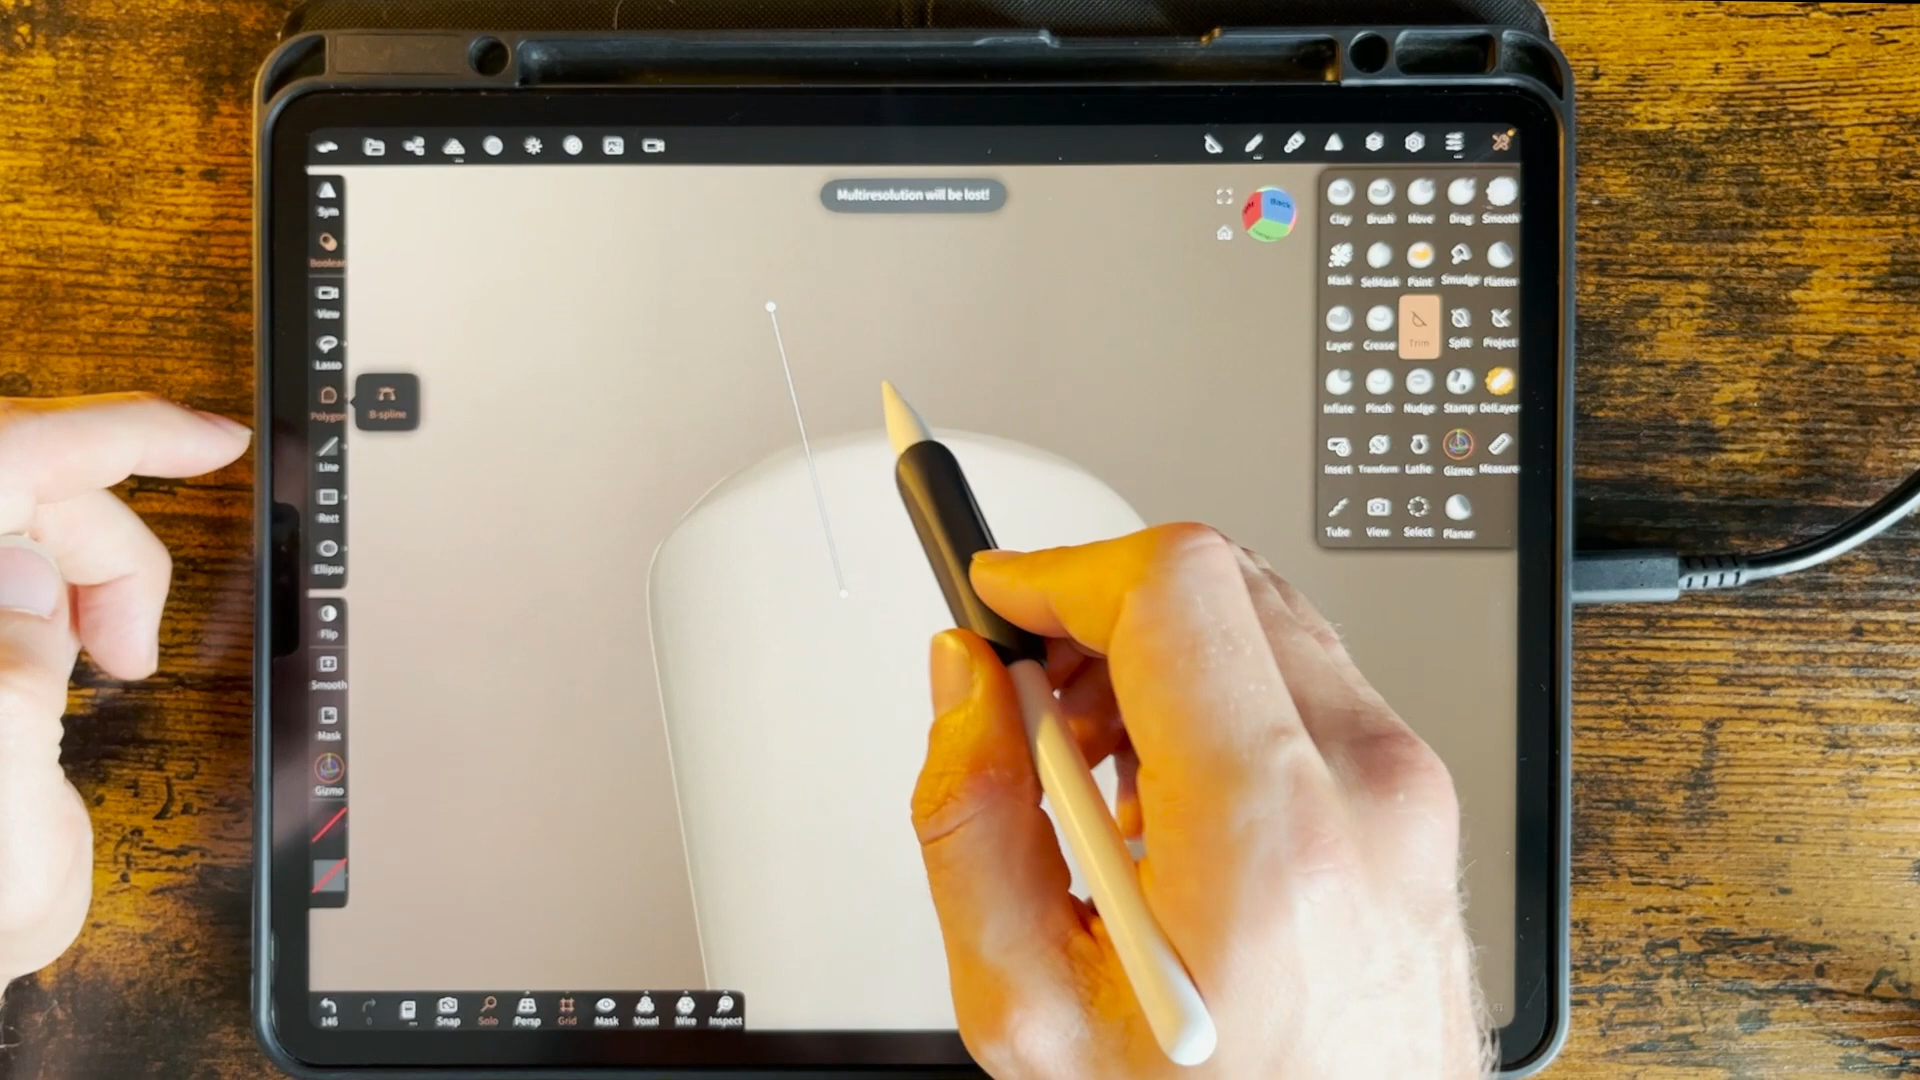 Multiresolution will be lost!
Back
Sym
Boolean
View
Lasso
Polygon
B-spline
Line
Rect
Ellipse
Flip
Smooth
Mask
Gizmo
Clay Brush Move Drag Smooth
Mask SelMask Paint Smudge Flatten
Layer Crease Trim Split Project
Inflate Pinch Nudge Stamp DelLayer
Insert Transform Lathe Gizmo Measure
Tube View Select Planar
146 0 Snap Solo Persp Grid Mask Voxel Wire Inspect